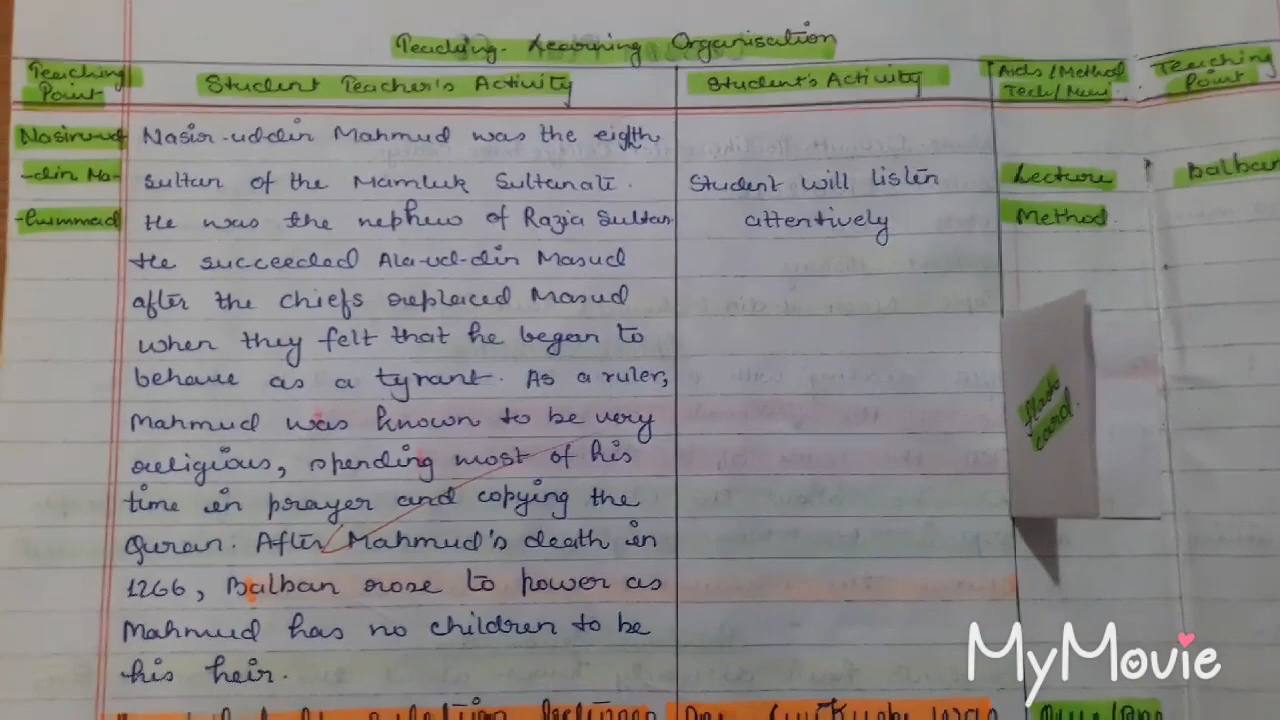 Teaching Learning Organisation
Teaching Point
Student Teacher's Activity
Student's Activity
Aids/Method
Teaching Point
Nasirud
-din Ma-
-hummad
Nasir-ud-din Mahmud was the eighth
sultan of the Mamluk Sultanate.
He was the nephew of Razia Sultan.
He succeeded Ala-ud-din Masud
after the chiefs replaced Masud
when they felt that he began to
behave as a tyrant. As a ruler,
Mahmud was known to be very
religious, spending most of his
time in prayer and copying the
Quran. After Mahmud's death in
1266, Balban rose to power as
Mahmud has no children to be
his heir.
Student will listen
attentively
Lecture
Method
Flash
card.
Balban
MyMovie